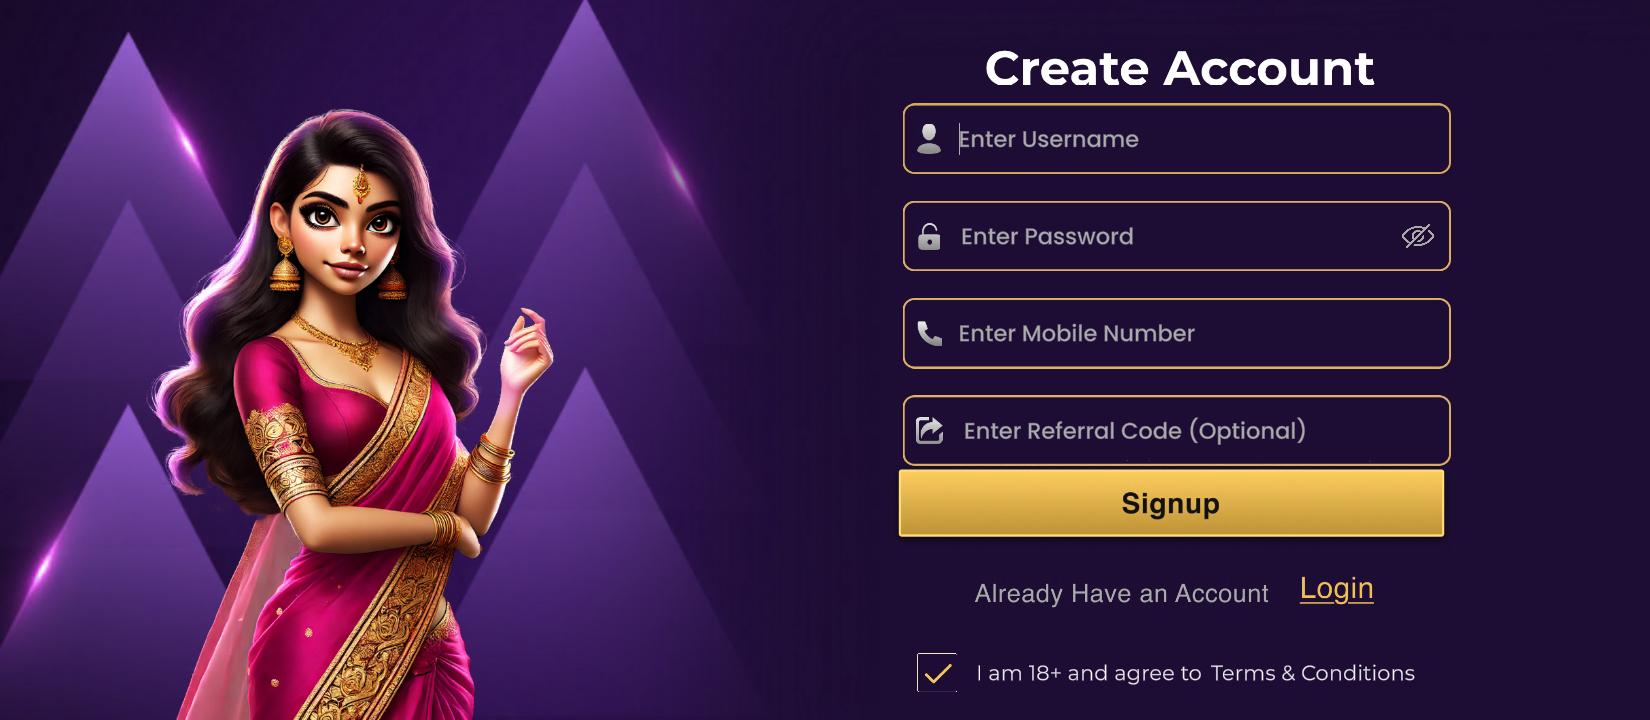 Create Account
Enter Username
Enter Password
Enter Mobile Number
Enter Referral Code (Optional)
Signup
Already Have an Account Login
I am 18+ and agree to Terms & Conditions